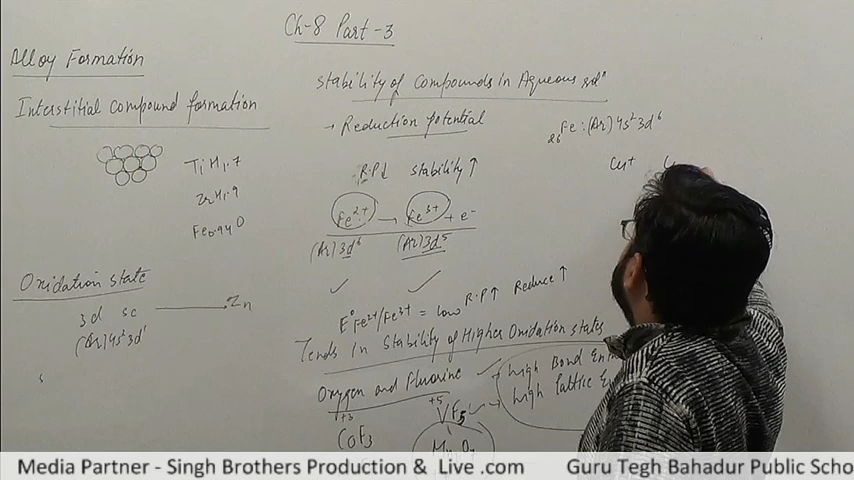 Ch-8 Part-3
Alloy Formation
Interstitial Compound formation
TiH1.7
ZrH1.9
Fe0.94O
Oxidation state
3d Sc → Zn
(Ar)4s² 3d¹
Stability of Compounds in Aqueous
→ Reduction potential
R.P↓ stability ↑
Fe²⁺ → Fe³⁺ + e⁻
(Ar)3d⁶ (Ar)3d⁵
✓ ✓
E° Fe²⁺/Fe³⁺ = low R.P↑ Reduce ↑
₂₆Fe : (Ar) 4s² 3d⁶
Cu⁺
Tends In Stability of Higher Oxidation states
Oxygen and Fluorine ✓
→ high Bond
→ high lattice
+3
CoF₃
+5
VF₅
Mn₂O₇
Media Partner - Singh Brothers Production & Live .com Guru Tegh Bahadur Public Scho